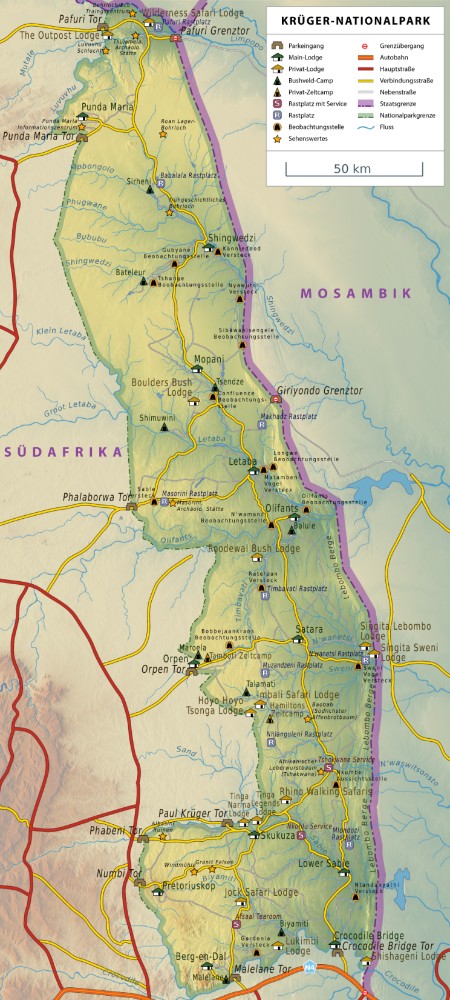 KRÜGER-NATIONALPARK
Parkeingang
Main-Lodge
Privat-Lodge
Bushveld-Camp
Privat-Zeltcamp
S
Rastplatz mit Service
R
Rastplatz
Beobachtungsstelle
Sehenswertes
Grenzübergang
Autobahn
Hauptstraße
Verbindungsstraße
Nebenstraße
Staatsgrenze
Nationalparkgrenze
Fluss
50 km
Bohrloch/Eco
Traingszentrum
Wilderness Safari Lodge
Pafuri Tor
R
Pafuri Rastplatz
Pafuri Grenztor
The Outpost Lodge
Thulamela,
Archäolo.
Stätte
Luvuvhu
Schlucht
Limpopo
Mutale
Luvuvhu
Punda Maria
Punda Maria
Informationszentrum
Punda Maria Tor
Roan Lager-
Bohrloch
Mpbongolo
Babalala Rastplatz
R
Sirheni
frühgeschichtliches
Bohrloch
Phugwane
Bububu
Shingwedzi
Shingwedzi
Kanniedood
Versteck
Gubyane
Beobachtungsstelle
Bateleur
Tshange
Beobachtungsstelle
Nyawutsi
Versteck
MOSAMBIK
Shingwedzi
Klein Letaba
Sibawahisengele
Beobachtungsstelle
Mopani
Tsendze
Boulders Bush
Lodge
Confluence
Beobachtungs-
stelle
Giriyondo Grenztor
Groot Letaba
Shimuwini
Makhadz Rastplatz
R
SÜDAFRIKA
Letaba
Letaba
Longwe
Beobachtungsstelle
Matambeni
Vogel
Versteck
Sable
Versteck
Masorini Rastplatz
R
Masorini,
Archäolo. Stätte
Phalaborwa Tor
Olifants
Beobachtungsstelle
Olifants
N'wamanzi
Beobachtungsstelle
Balule
Olifants
Roodewal Bush Lodge
Lebombo Berge
Ratelpan
Versteck
Timbavati Rastplatz
R
Timbavati
Bobbejaankrans
Beobachtungsstelle
Satara
N'wanetsi
Singita Lebombo
Lodge
Singita Sweni
Lodge
Maroela
Orpen
Tamboti Zeltcamp
Orpen Tor
N'wanetsi Rastplatz
R
Muzandzeni Rastplatz
R
Sweni
Sweni
Vogel
Versteck
Talamati
Imbali Safari Lodge
Hoyo Hoyo
Tsonga Lodge
Hamiltons
Zeltcamp
Baobab
(Südlichster
Affenbrotbaum)
Lebombo Berge
Nhlanguleni Rastplatz
R
Sand
Afrikanischer
Leberwurstbaum
(Tshakwane)
Tshokwane Service
S
Nkumbe
Aussichtsstelle
N'waswitsonsto
Rhino Walking Safaris
Tinga
Narina
Lodge
Tinga
Legends
Lodge
Paul Krüger Tor
Phabeni Tor
Albasini
Ruinen
Skukuza
Nkuhlu Service
S
Mlondozi
Rastplatz
R
Lebombo Berge
Sabie
Windmühle
Granit Felsen
Lower Sabie
Numbi Tor
Biyamiti
Pretoriuskop
Jock Safari Lodge
Ntandanyathi
Versteck
Afsaal Tearoom
S
Biyamiti
Gardenia
Versteck
Lukimbi
Lodge
Crocodile Bridge
Crocodile Bridge Tor
Shishageni Lodge
Berg-en-Dal
Malelane
Malelane Tor
N4
Crocodile
Crocodile